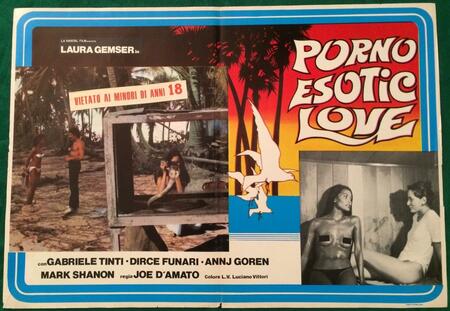 LA NASCAL FILM presenta
LAURA GEMSER in
VIETATO AI MINORI DI ANNI 18
PORNO
ESOTIC
LOVE
con GABRIELE TINTI · DIRCE FUNARI · ANNJ GOREN
MARK SHANON regia JOE D'AMATO Colore L.V. Luciano Vittori